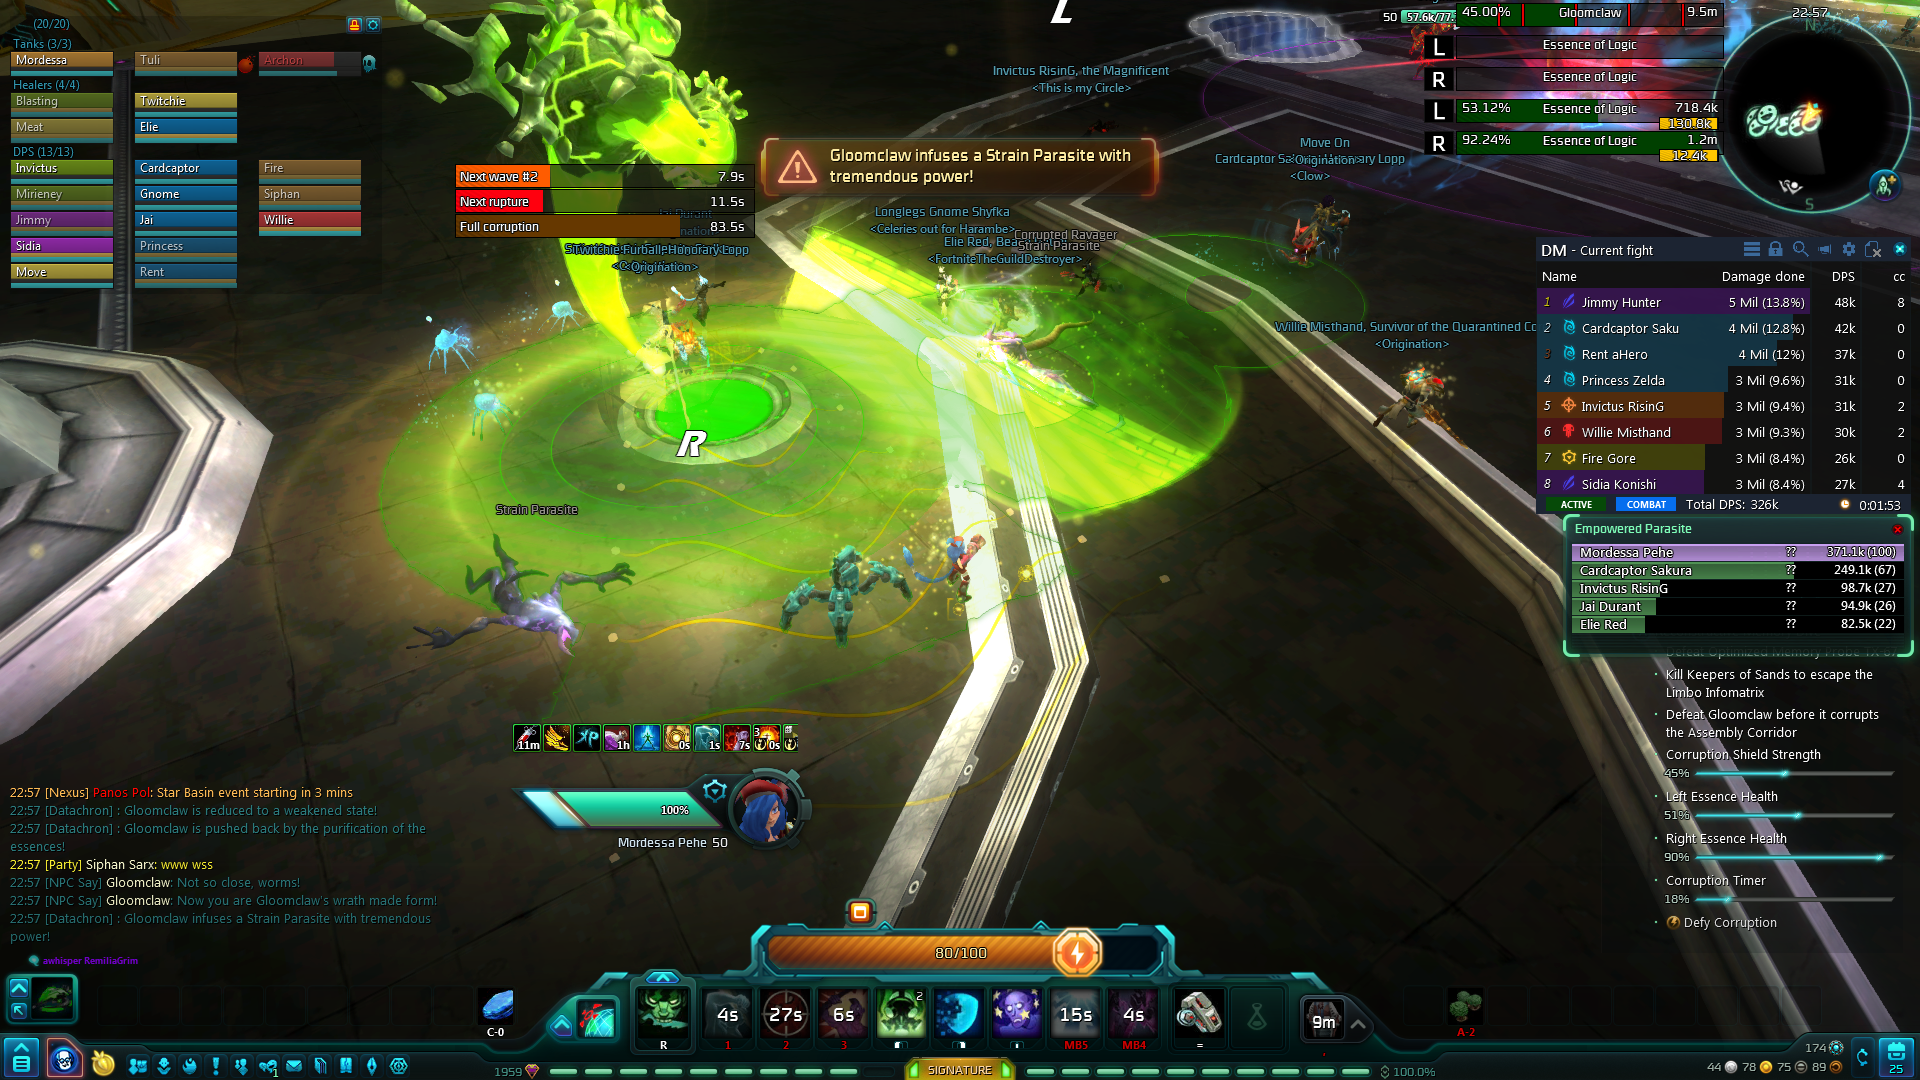 (20/20)
Tanks (3/3)
Mordessa
Tuli
Archon
Healers (4/4)
Blasting
Twitchie
Meat
Elie
DPS (13/13)
Invictus
Cardcaptor
Fire
Mirieney
Gnome
Siphan
Jimmy
Jai
Willie
Sidia
Princess
Move
Rent
Next wave #2 7.9s
Next rupture 11.5s
Full corruption 83.5s
Gloomclaw infuses a Strain Parasite with
tremendous power!
Invictus RisingG, the Magnificent
<This is my Circle>
Move On
<Clow>
Longlegs Gnome Shyfka
<Celeries out for Harambe>
Corrupted Ravager
Strain Parasite
<FortniteTheGuildDestroyer>
<Origination>
Willie Misthand, Survivor of the Quarantined
<Origination>
R
Strain Parasite
50
45.00% Gloomclaw 9.5m
L Essence of Logic
R Essence of Logic
L 53.12% Essence of Logic 718.4k
130.8k
R 92.24% Essence of Logic 1.2m
12.4k
22:57
S
DM - Current fight
Name Damage done DPS cc
1 Jimmy Hunter 5 Mil (13.8%) 48k 8
2 Cardcaptor Saku 4 Mil (12.8%) 42k 0
3 Rent aHero 4 Mil (12%) 37k 0
4 Princess Zelda 3 Mil (9.6%) 31k 0
5 Invictus RisinG 3 Mil (9.4%) 31k 2
6 Willie Misthand 3 Mil (9.3%) 30k 2
7 Fire Gore 3 Mil (8.4%) 26k 0
8 Sidia Konishi 3 Mil (8.4%) 27k 4
ACTIVE COMBAT Total DPS: 326k 0:01:53
Empowered Parasite
Mordessa Pehe ?? 371.1k (100)
Cardcaptor Sakura ?? 249.1k (67)
Invictus RisinG ?? 98.7k (27)
Jai Durant ?? 94.9k (26)
Elie Red ?? 82.5k (22)
Kill Keepers of Sands to escape the
Limbo Infomatrix
Defeat Gloomclaw before it corrupts
the Assembly Corridor
Corruption Shield Strength
45%
Left Essence Health
51%
Right Essence Health
90%
Corruption Timer
18%
Defy Corruption
11m 1h 0s 1s 7s 3 0s
100%
Mordessa Pehe 50
22:57 [Nexus] Panos Pol: Star Basin event starting in 3 mins
22:57 [Datachron] : Gloomclaw is reduced to a weakened state!
22:57 [Datachron] : Gloomclaw is pushed back by the purification of the
essences!
22:57 [Party] Siphan Sarx: www wss
22:57 [NPC Say] Gloomclaw: Not so close, worms!
22:57 [NPC Say] Gloomclaw: Now you are Gloomclaw's wrath made form!
22:57 [Datachron] : Gloomclaw infuses a Strain Parasite with tremendous
power!
awhisper RemiliaGrim
80/100
C-0
R
4s
1
27s
2
6s
3
2
15s
MB5
4s
MB4
=
9m
A-2
1
1959
SIGNATURE
100.0%
174
44 78 75 89
25